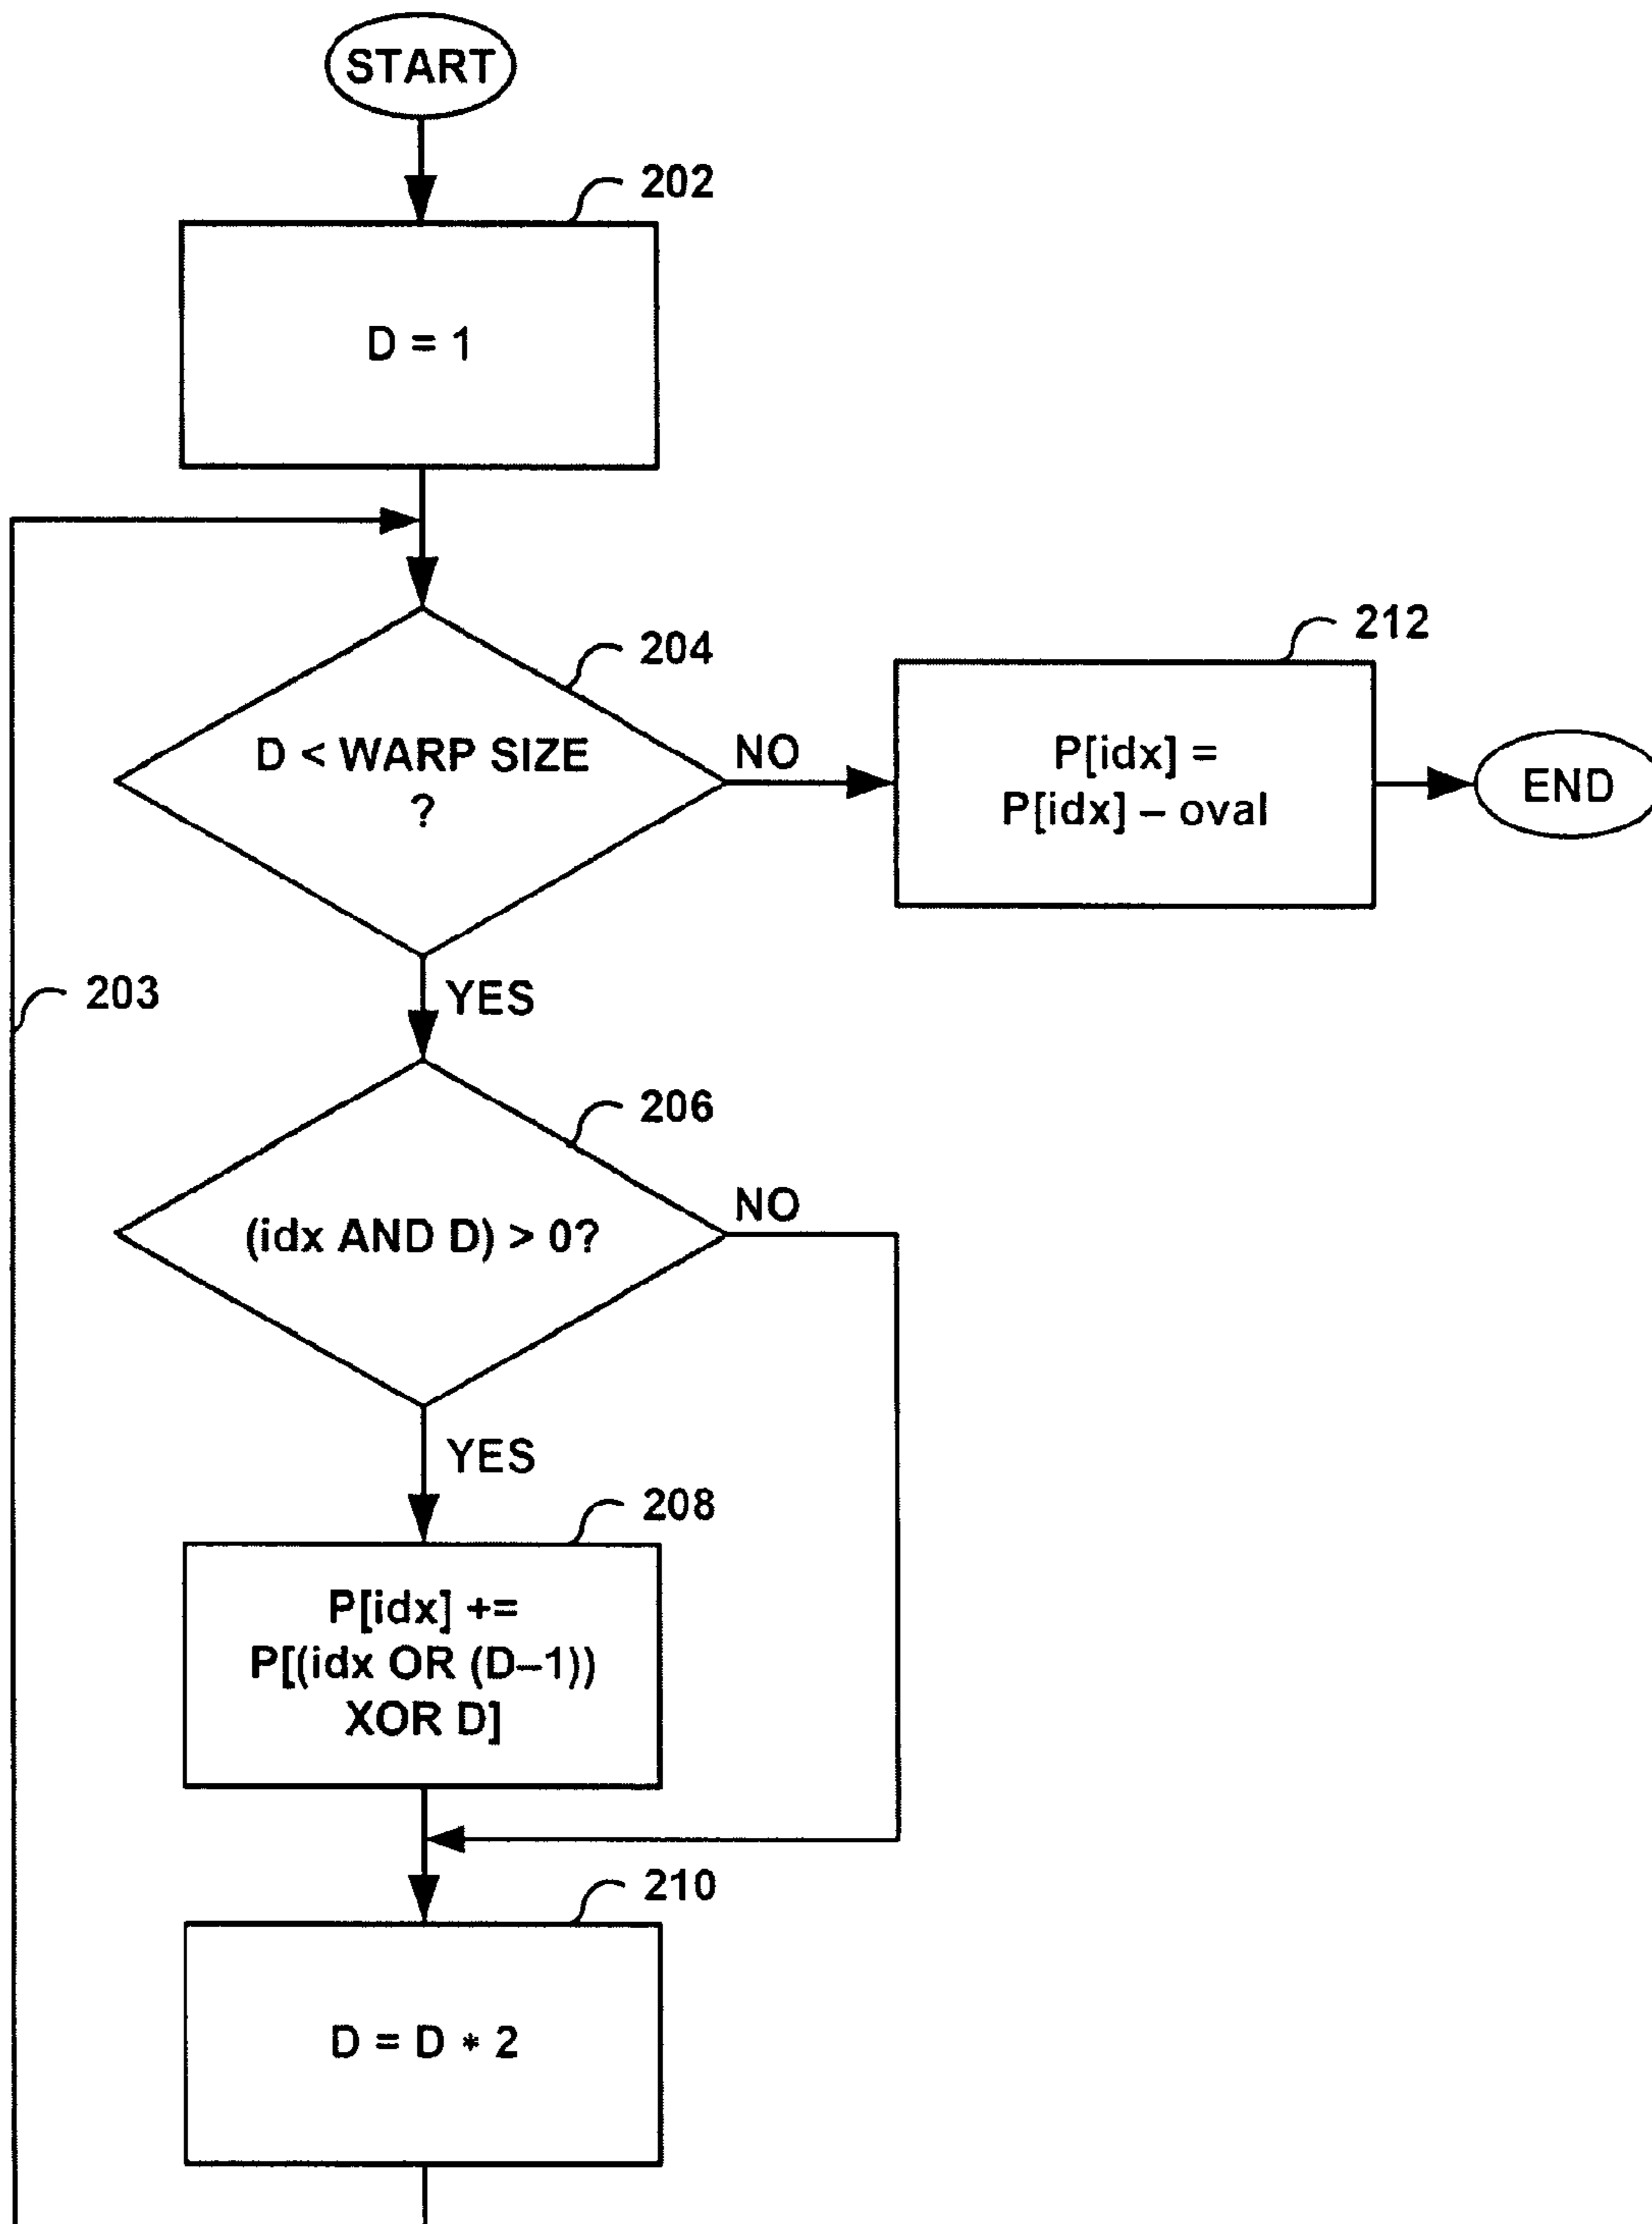 START
202
D = 1
204
D < WARP SIZE
?
NO
212
P[idx] =
P[idx] – oval
END
203
YES
206
(idx AND D) > 0?
NO
YES
208
P[idx] +=
P[(idx OR (D–1))
XOR D]
210
D = D * 2